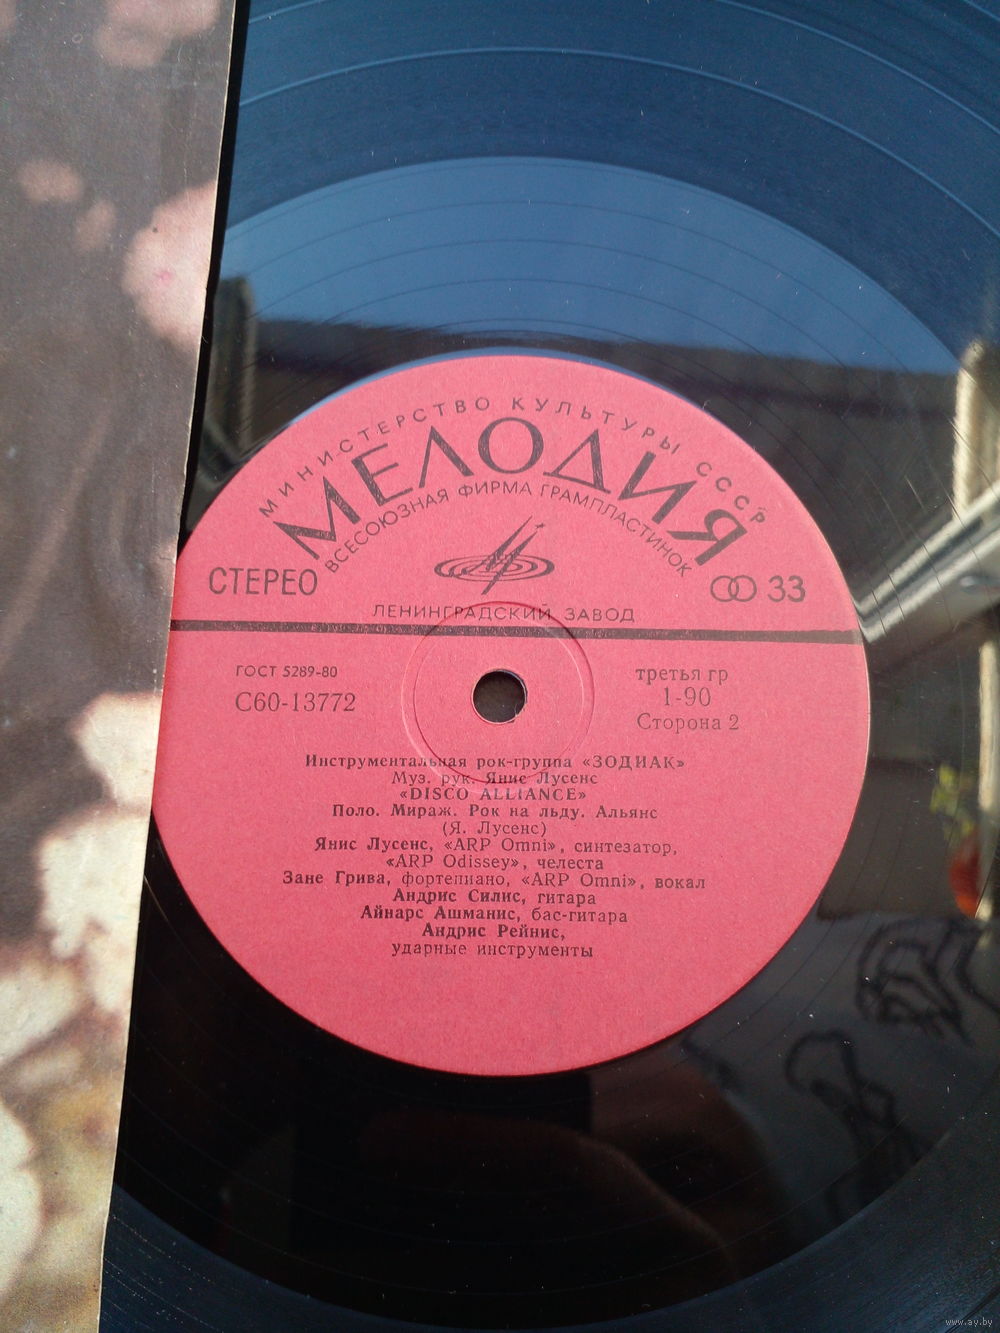 МИНИСТЕРСТВО КУЛЬТУРЫ СССР
МЕЛОДИЯ
ВСЕСОЮЗНАЯ ФИРМА ГРАМПЛАСТИНОК
СТЕРЕО
33
ЛЕНИНГРАДСКИЙ ЗАВОД
ГОСТ 5289-80
С60-13772
третья гр
1-90
Сторона 2
Инструментальная рок-группа «ЗОДИАК»
Муз. рук. Янис Лусенс
«DISCO ALLIANCE»
Поло. Мираж. Рок на льду. Альянс
(Я. Лусенс)
Янис Лусенс, «ARP Omni», синтезатор,
«ARP Odissey», челеста
Зане Грива, фортепиано, «ARP Omni», вокал
Андрис Силис, гитара
Айнарс Ашманис, бас-гитара
Андрис Рейнис,
ударные инструменты
www.ay.by